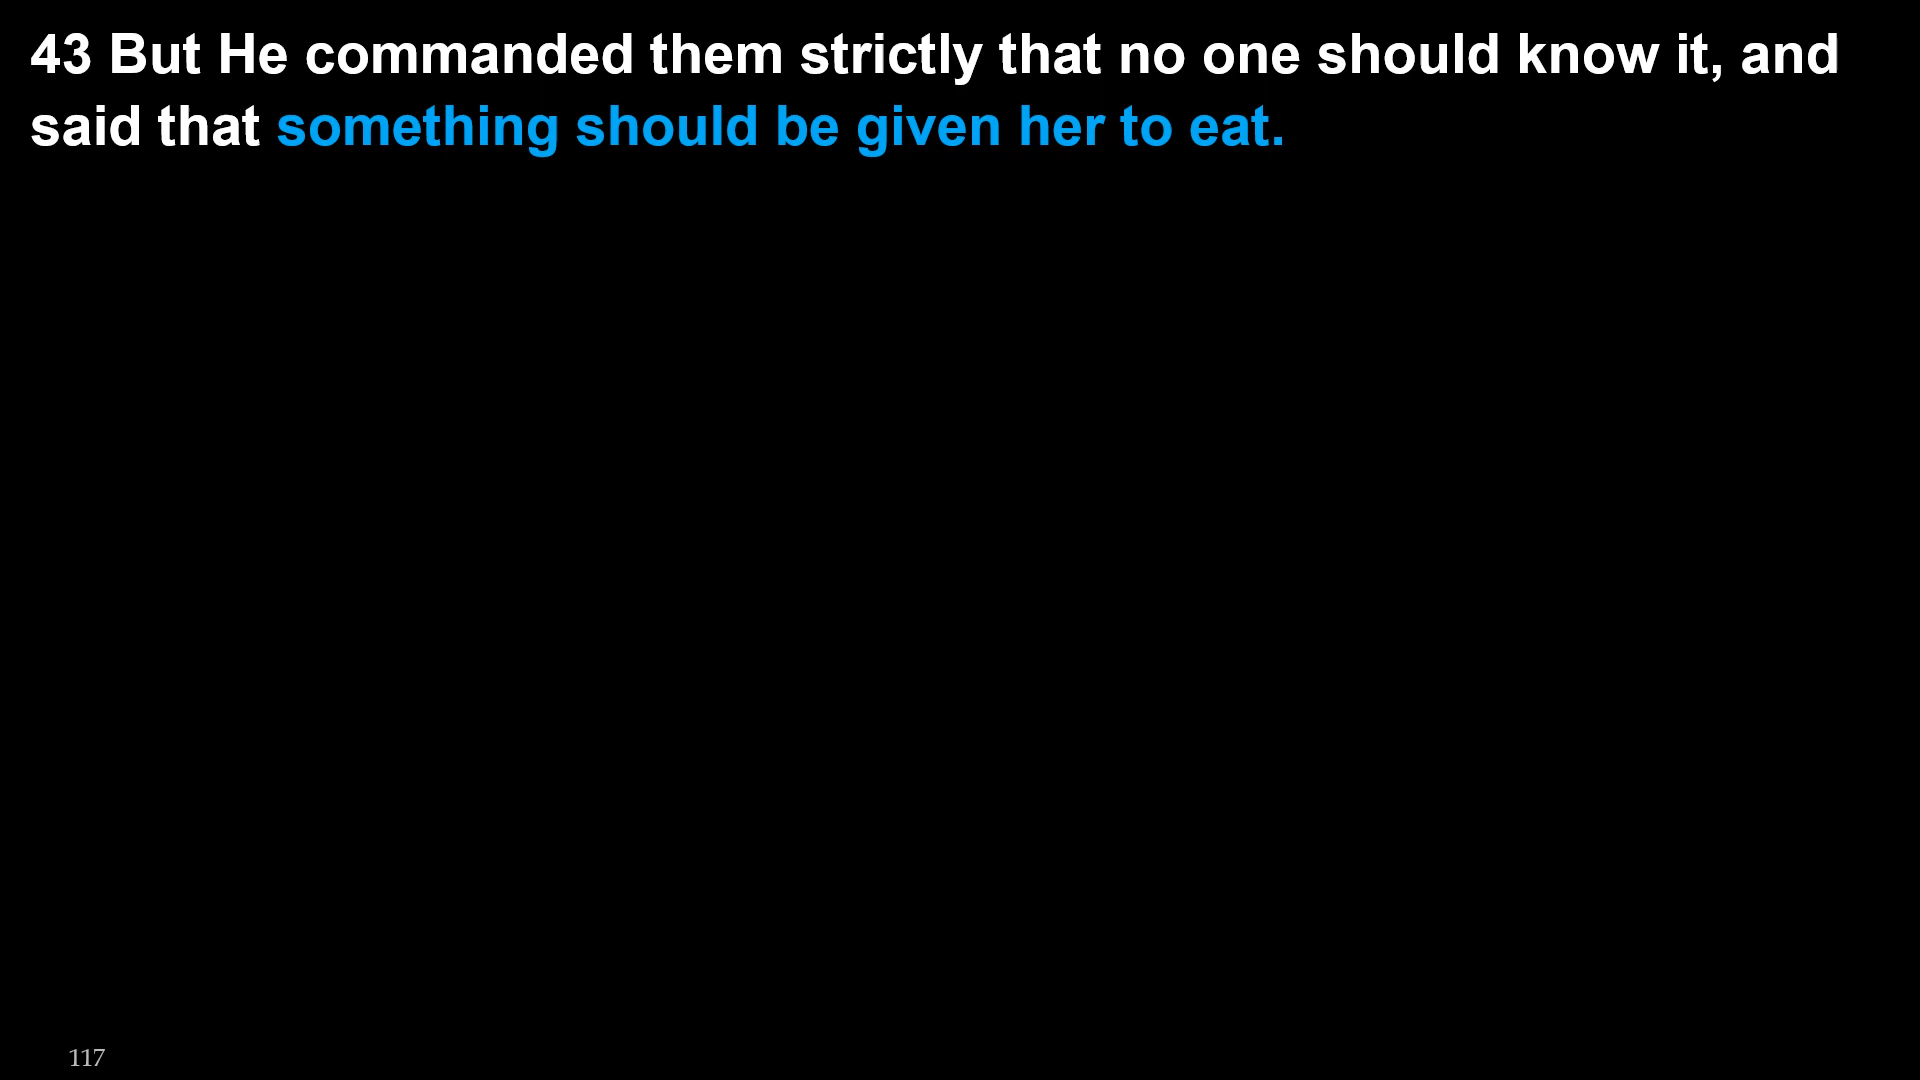 43 But He commanded them strictly that no one should know it, and
said that something should be given her to eat.
117